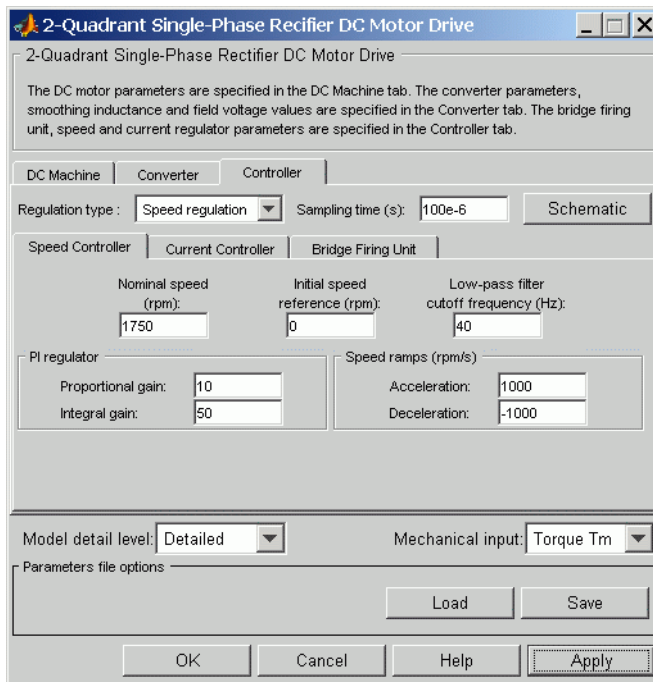 2-Quadrant Single-Phase Recifier DC Motor Drive
2-Quadrant Single-Phase Rectifier DC Motor Drive
The DC motor parameters are specified in the DC Machine tab. The converter parameters,
smoothing inductance and field voltage values are specified in the Converter tab. The bridge firing
unit, speed and current regulator parameters are specified in the Controller tab.
DC Machine Converter Controller
Regulation type : Speed regulation Sampling time (s): 100e-6 Schematic
Speed Controller Current Controller Bridge Firing Unit
Nominal speed Initial speed Low-pass filter
(rpm): reference (rpm): cutoff frequency (Hz):
1750 0 40
PI regulator Speed ramps (rpm/s)
Proportional gain: 10 Acceleration: 1000
Integral gain: 50 Deceleration: -1000
Model detail level: Detailed Mechanical input: Torque Tm
Parameters file options
Load Save
OK Cancel Help Apply